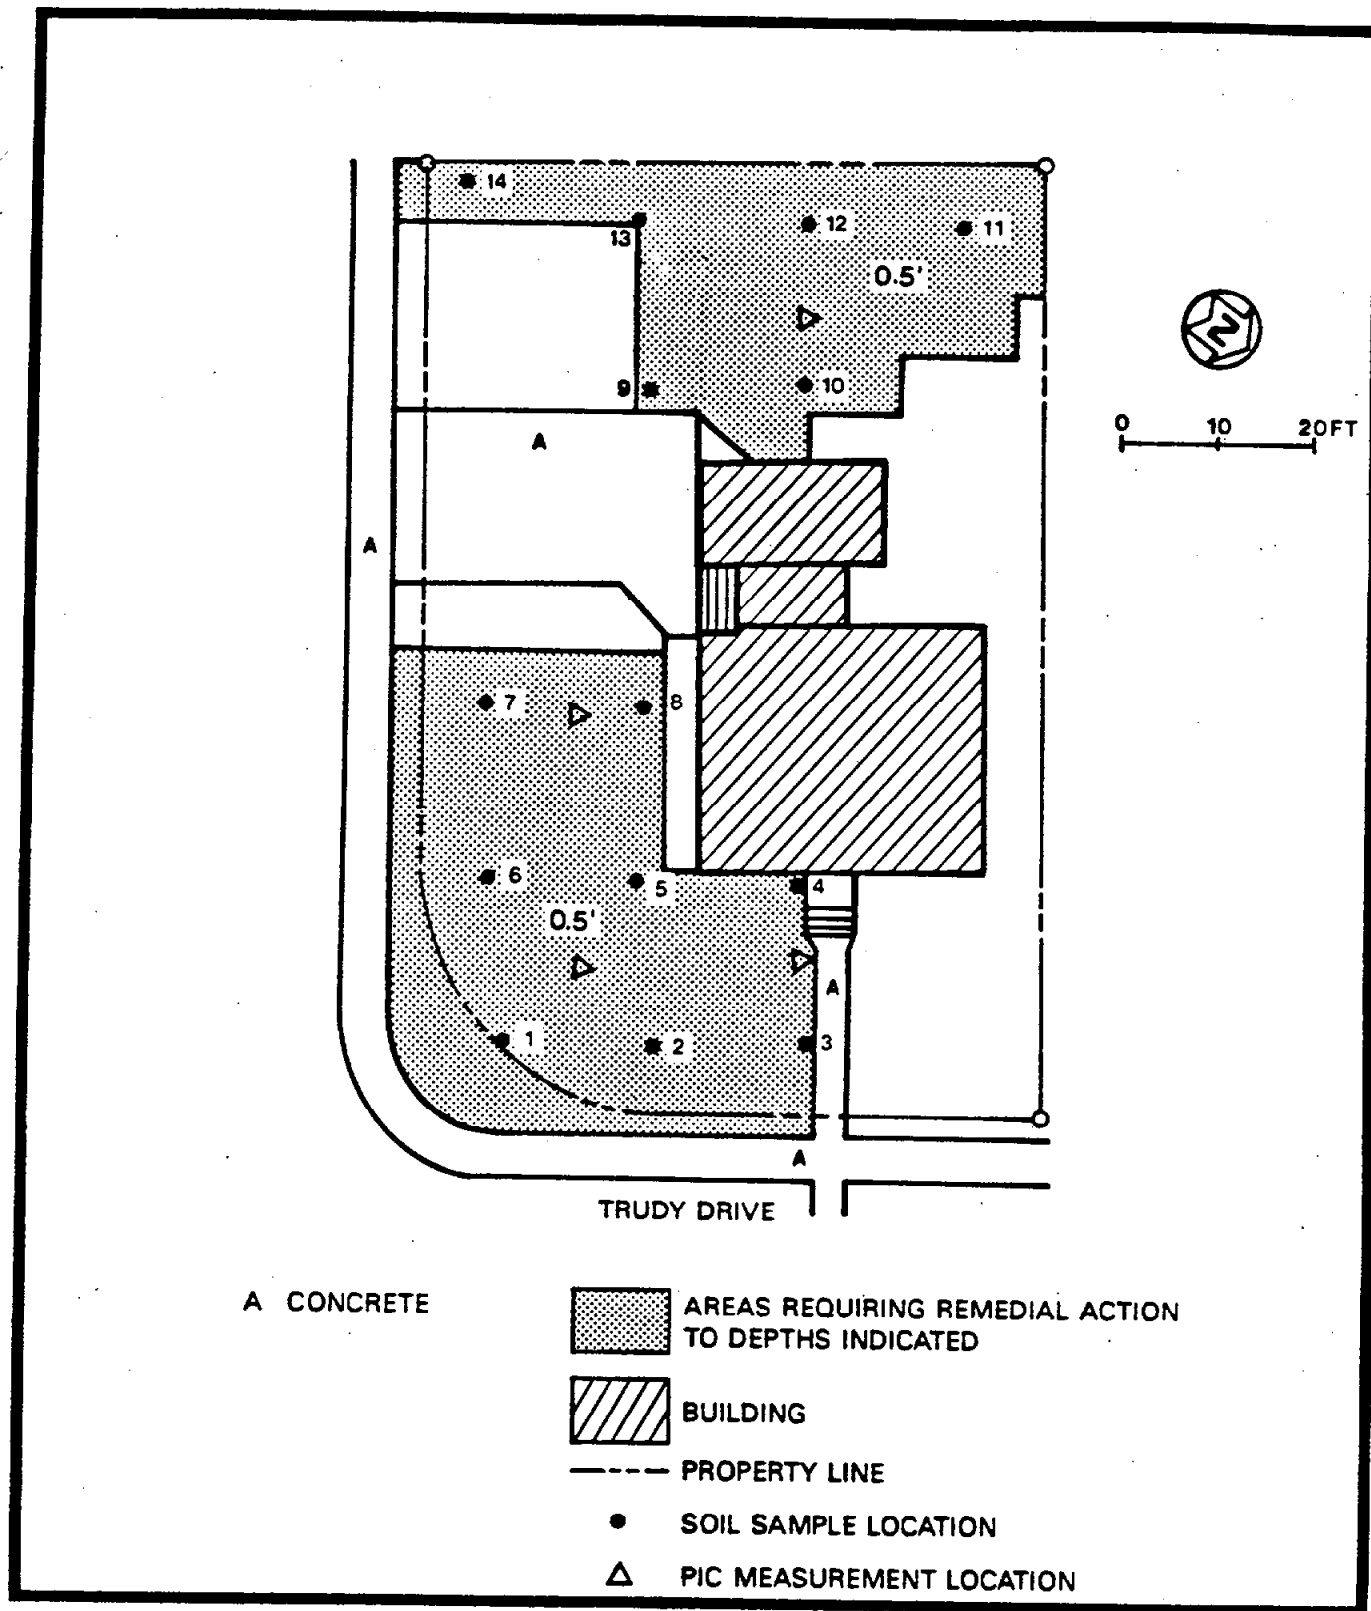 14
13
12
11
0.5'
N
9
10
0 10 20FT
A
A
7
8
6
5
4
0.5'
A
1
2
3
A
TRUDY DRIVE
A CONCRETE
AREAS REQUIRING REMEDIAL ACTION
TO DEPTHS INDICATED
BUILDING
PROPERTY LINE
SOIL SAMPLE LOCATION
PIC MEASUREMENT LOCATION